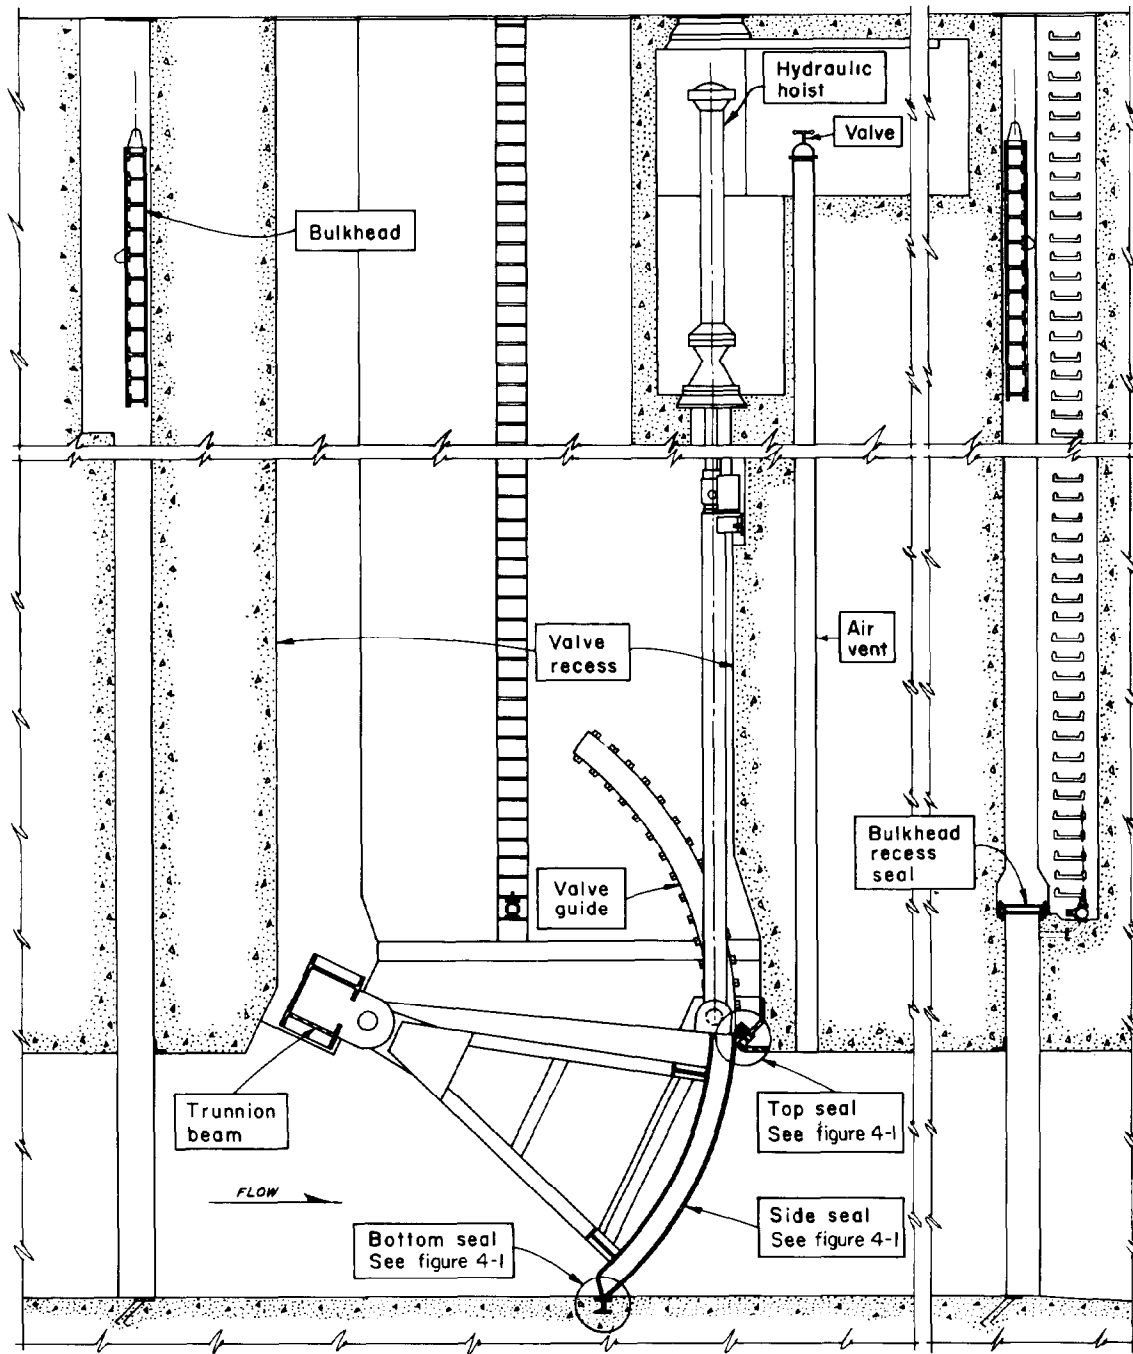 Hydraulic
hoist
Valve
Bulkhead
Valve
recess
Air
vent
Bulkhead
recess
seal
Valve
guide
Trunnion
beam
Top seal
See figure 4-1
FLOW
Side seal
See figure 4-1
Bottom seal
See figure 4-1